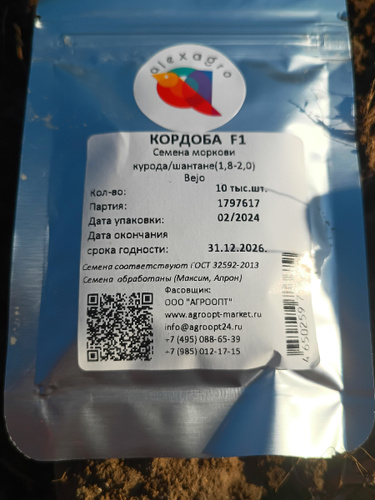 alexagro
КОРДОБА F1
Семена моркови
курода/шантане(1,8-2,0)
Bejo
Кол-во: 10 тыс.шт.
Партия: 1797617
Дата упаковки: 02/2024
Дата окончания
срока годности: 31.12.2026.
Семена соответствуют ГОСТ 32592-2013
Семена обработаны (Максим, Апрон)
Фасовщик:
ООО "АГРООПТ"
www.agroopt-market.ru
info@agroopt24.ru
+7 (495) 088-65-39
+7 (985) 012-17-15